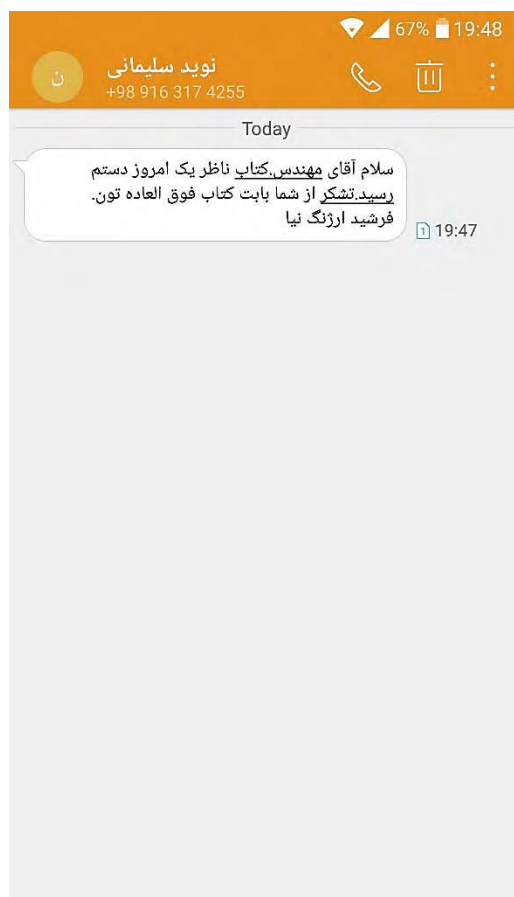 67% 19:48
ن
نوید سلیمانی
+98 916 317 4255
Today
سلام آقای مهندس.کتاب ناظر یک امروز دستم
رسید.تشکر از شما بابت کتاب فوق العاده تون.
فرشید ارژنگ نیا
1 19:47